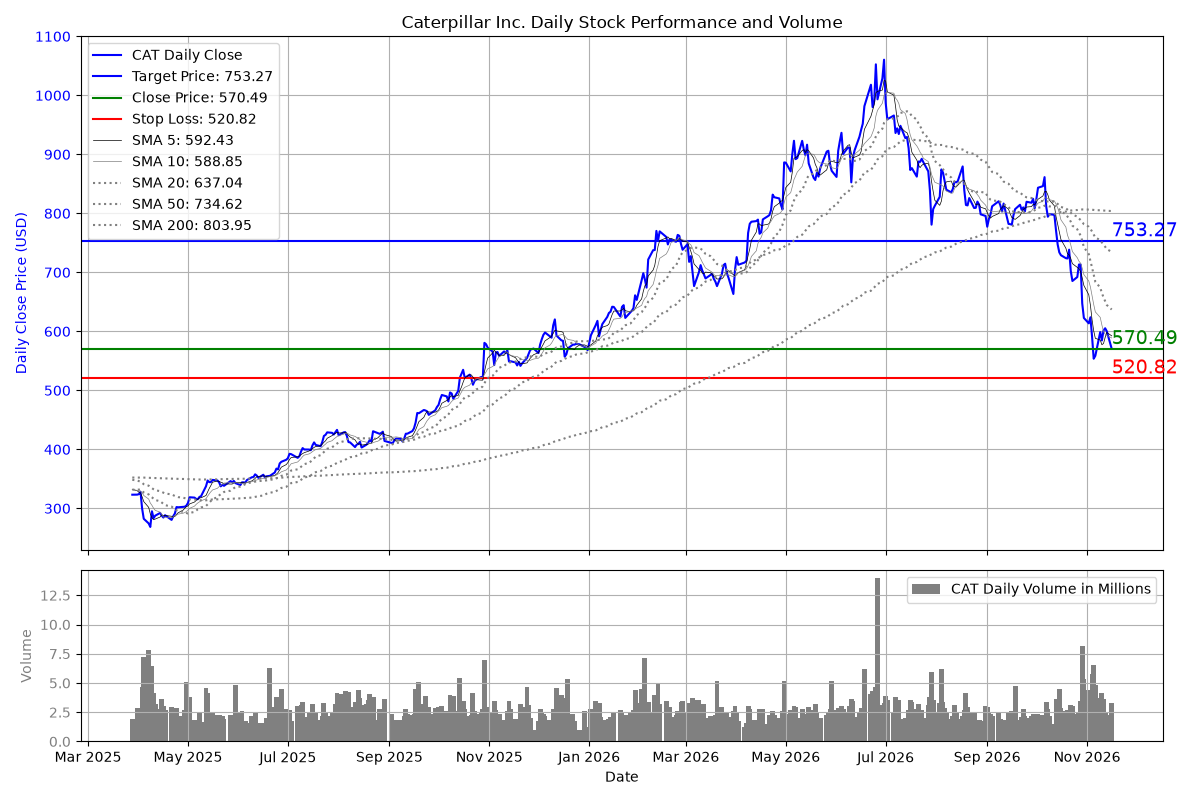 Caterpillar Inc. Daily Stock Performance and Volume
1100
1000
900
800
700
600
500
400
300
Daily Close Price (USD)
CAT Daily Close
Target Price: 753.27
Close Price: 570.49
Stop Loss: 520.82
SMA 5: 592.43
SMA 10: 588.85
SMA 20: 637.04
SMA 50: 734.62
SMA 200: 803.95
753.27
570.49
520.82
12.5
10.0
7.5
5.0
2.5
0.0
Volume
CAT Daily Volume in Millions
Mar 2025 May 2025 Jul 2025 Sep 2025 Nov 2025 Jan 2026 Mar 2026 May 2026 Jul 2026 Sep 2026 Nov 2026
Date